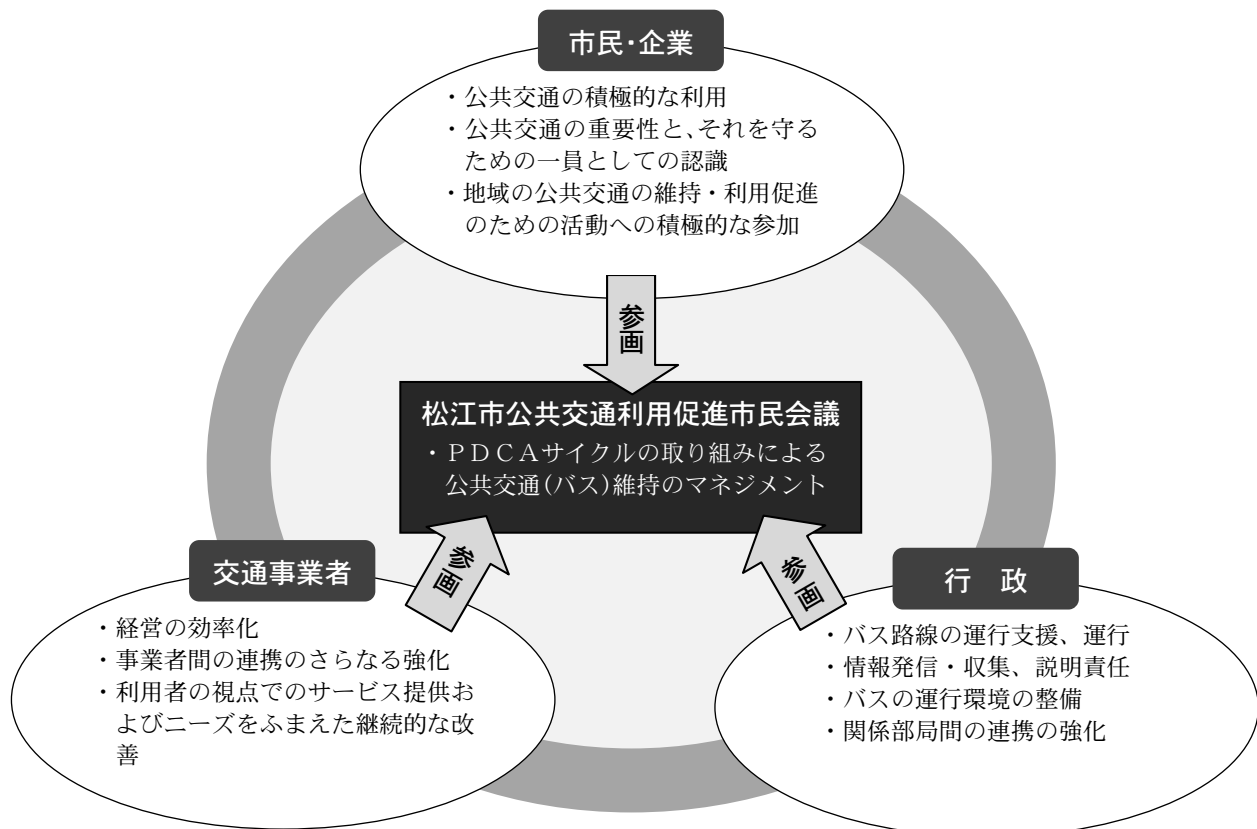 市民・企業
・公共交通の積極的な利用
・公共交通の重要性と、それを守る
ための一員としての認識
・地域の公共交通の維持・利用促進
のための活動への積極的な参加
参画
松江市公共交通利用促進市民会議
・ＰＤＣＡサイクルの取り組みによる
公共交通(バス)維持のマネジメント
参画
参画
交通事業者
・経営の効率化
・事業者間の連携のさらなる強化
・利用者の視点でのサービス提供お
よびニーズをふまえた継続的な改
善
行　政
・バス路線の運行支援、運行
・情報発信・収集、説明責任
・バスの運行環境の整備
・関係部局間の連携の強化